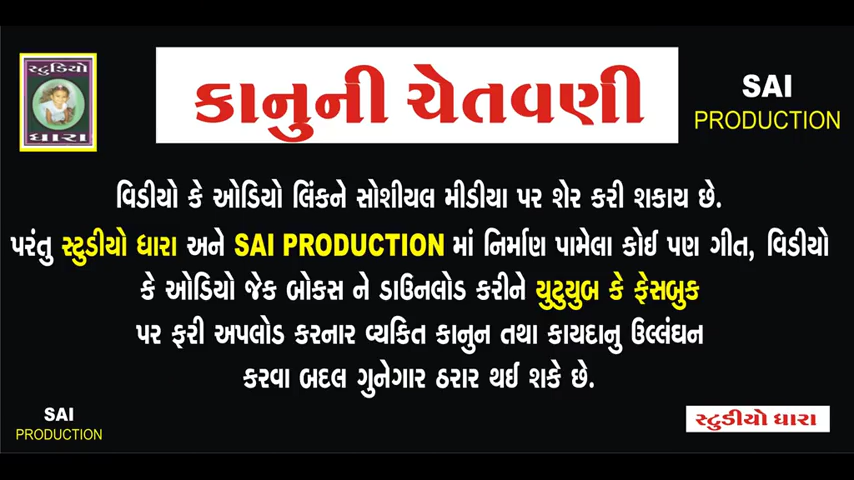 સ્ટુડિયો
ધારા
કાનુની ચેતવણી
SAI
PRODUCTION
વિડીયો કે ઓડિયો લિંકને સોશીયલ મીડીયા પર શેર કરી શકાય છે.
પરંતુ સ્ટુડીયો ધારા અને SAI PRODUCTION માં નિર્માણ પામેલા કોઈ પણ ગીત, વિડીયો
કે ઓડિયો જેક બોકસ ને ડાઉનલોડ કરીને યુટુયુબ કે ફેસબુક
પર ફરી અપલોડ કરનાર વ્યકિત કાનુન તથા કાયદાનુ ઉલ્લંઘન
કરવા બદલ ગુનેગાર ઠરાર થઈ શકે છે.
SAI
PRODUCTION
સ્ટુડીયો ધારા